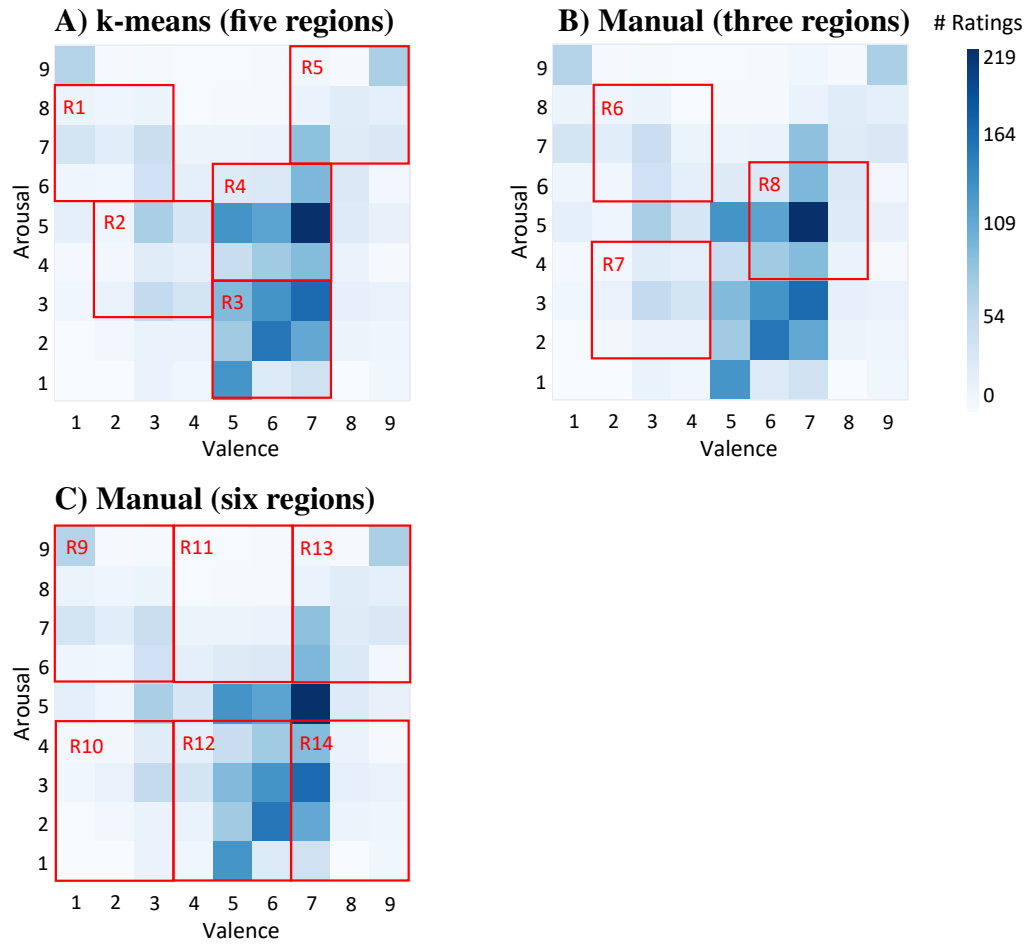 A) k-means (five regions)
9
8
7
6
5
4
3
2
1
Arousal
R1
R2
R3
R4
R5
1 2 3 4 5 6 7 8 9
Valence
B) Manual (three regions)
9
8
7
6
5
4
3
2
1
Arousal
R6
R7
R8
1 2 3 4 5 6 7 8 9
Valence
# Ratings
219
164
109
54
0
C) Manual (six regions)
9
8
7
6
5
4
3
2
1
Arousal
R9 R11 R13
R10 R12 R14
1 2 3 4 5 6 7 8 9
Valence